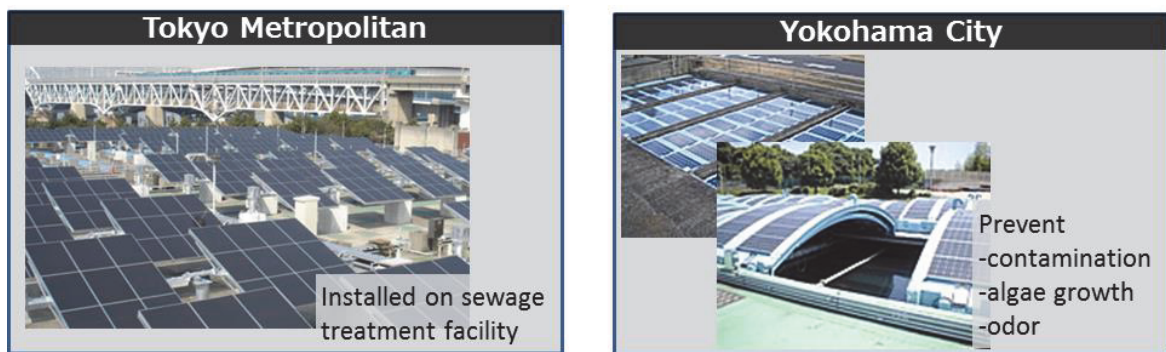 Tokyo Metropolitan
Installed on sewage
treatment facility
Yokohama City
Prevent
-contamination
-algae growth
-odor